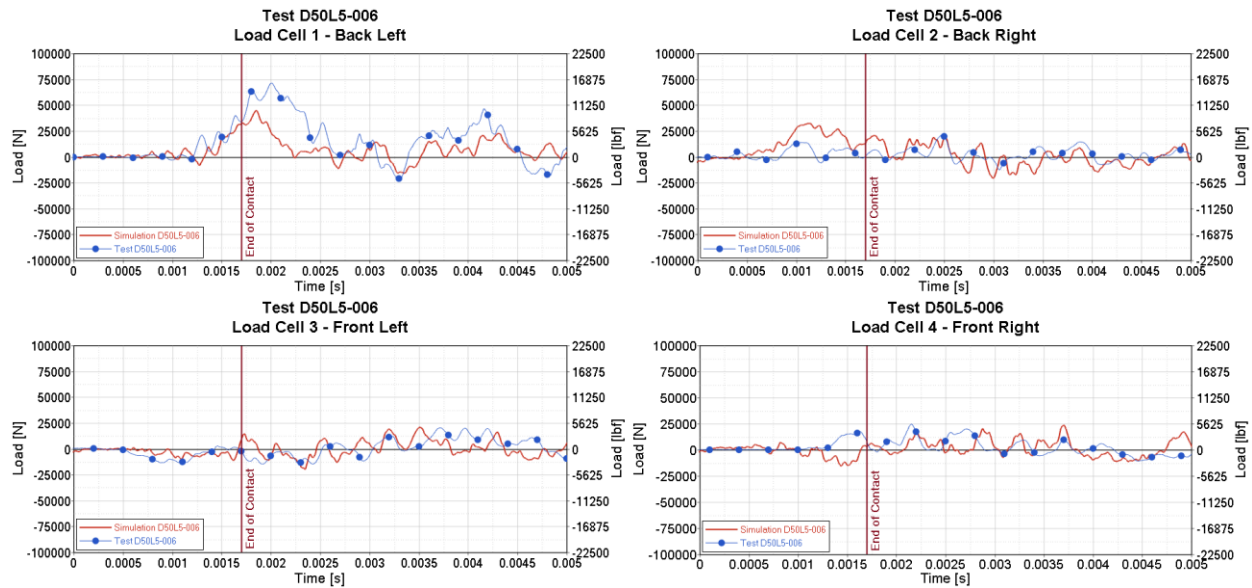 Test D50L5-006
Load Cell 1 - Back Left
100000
75000
50000
25000
0
-25000
-50000
-75000
-100000
Load [N]
22500
16875
11250
5625
0
-5625
-11250
-16875
-22500
Load [lbf]
End of Contact
Simulation D50L5-006
Test D50L5-006
0 0.0005 0.001 0.0015 0.002 0.0025 0.003 0.0035 0.004 0.0045 0.005
Time [s]
Test D50L5-006
Load Cell 2 - Back Right
100000
75000
50000
25000
0
-25000
-50000
-75000
-100000
Load [N]
22500
16875
11250
5625
0
-5625
-11250
-16875
-22500
Load [lbf]
End of Contact
Simulation D50L5-006
Test D50L5-006
0 0.0005 0.001 0.0015 0.002 0.0025 0.003 0.0035 0.004 0.0045 0.005
Time [s]
Test D50L5-006
Load Cell 3 - Front Left
100000
75000
50000
25000
0
-25000
-50000
-75000
-100000
Load [N]
22500
16875
11250
5625
0
-5625
-11250
-16875
-22500
Load [lbf]
End of Contact
Simulation D50L5-006
Test D50L5-006
0 0.0005 0.001 0.0015 0.002 0.0025 0.003 0.0035 0.004 0.0045 0.005
Time [s]
Test D50L5-006
Load Cell 4 - Front Right
100000
75000
50000
25000
0
-25000
-50000
-75000
-100000
Load [N]
22500
16875
11250
5625
0
-5625
-11250
-16875
-22500
Load [lbf]
End of Contact
Simulation D50L5-006
Test D50L5-006
0 0.0005 0.001 0.0015 0.002 0.0025 0.003 0.0035 0.004 0.0045 0.005
Time [s]